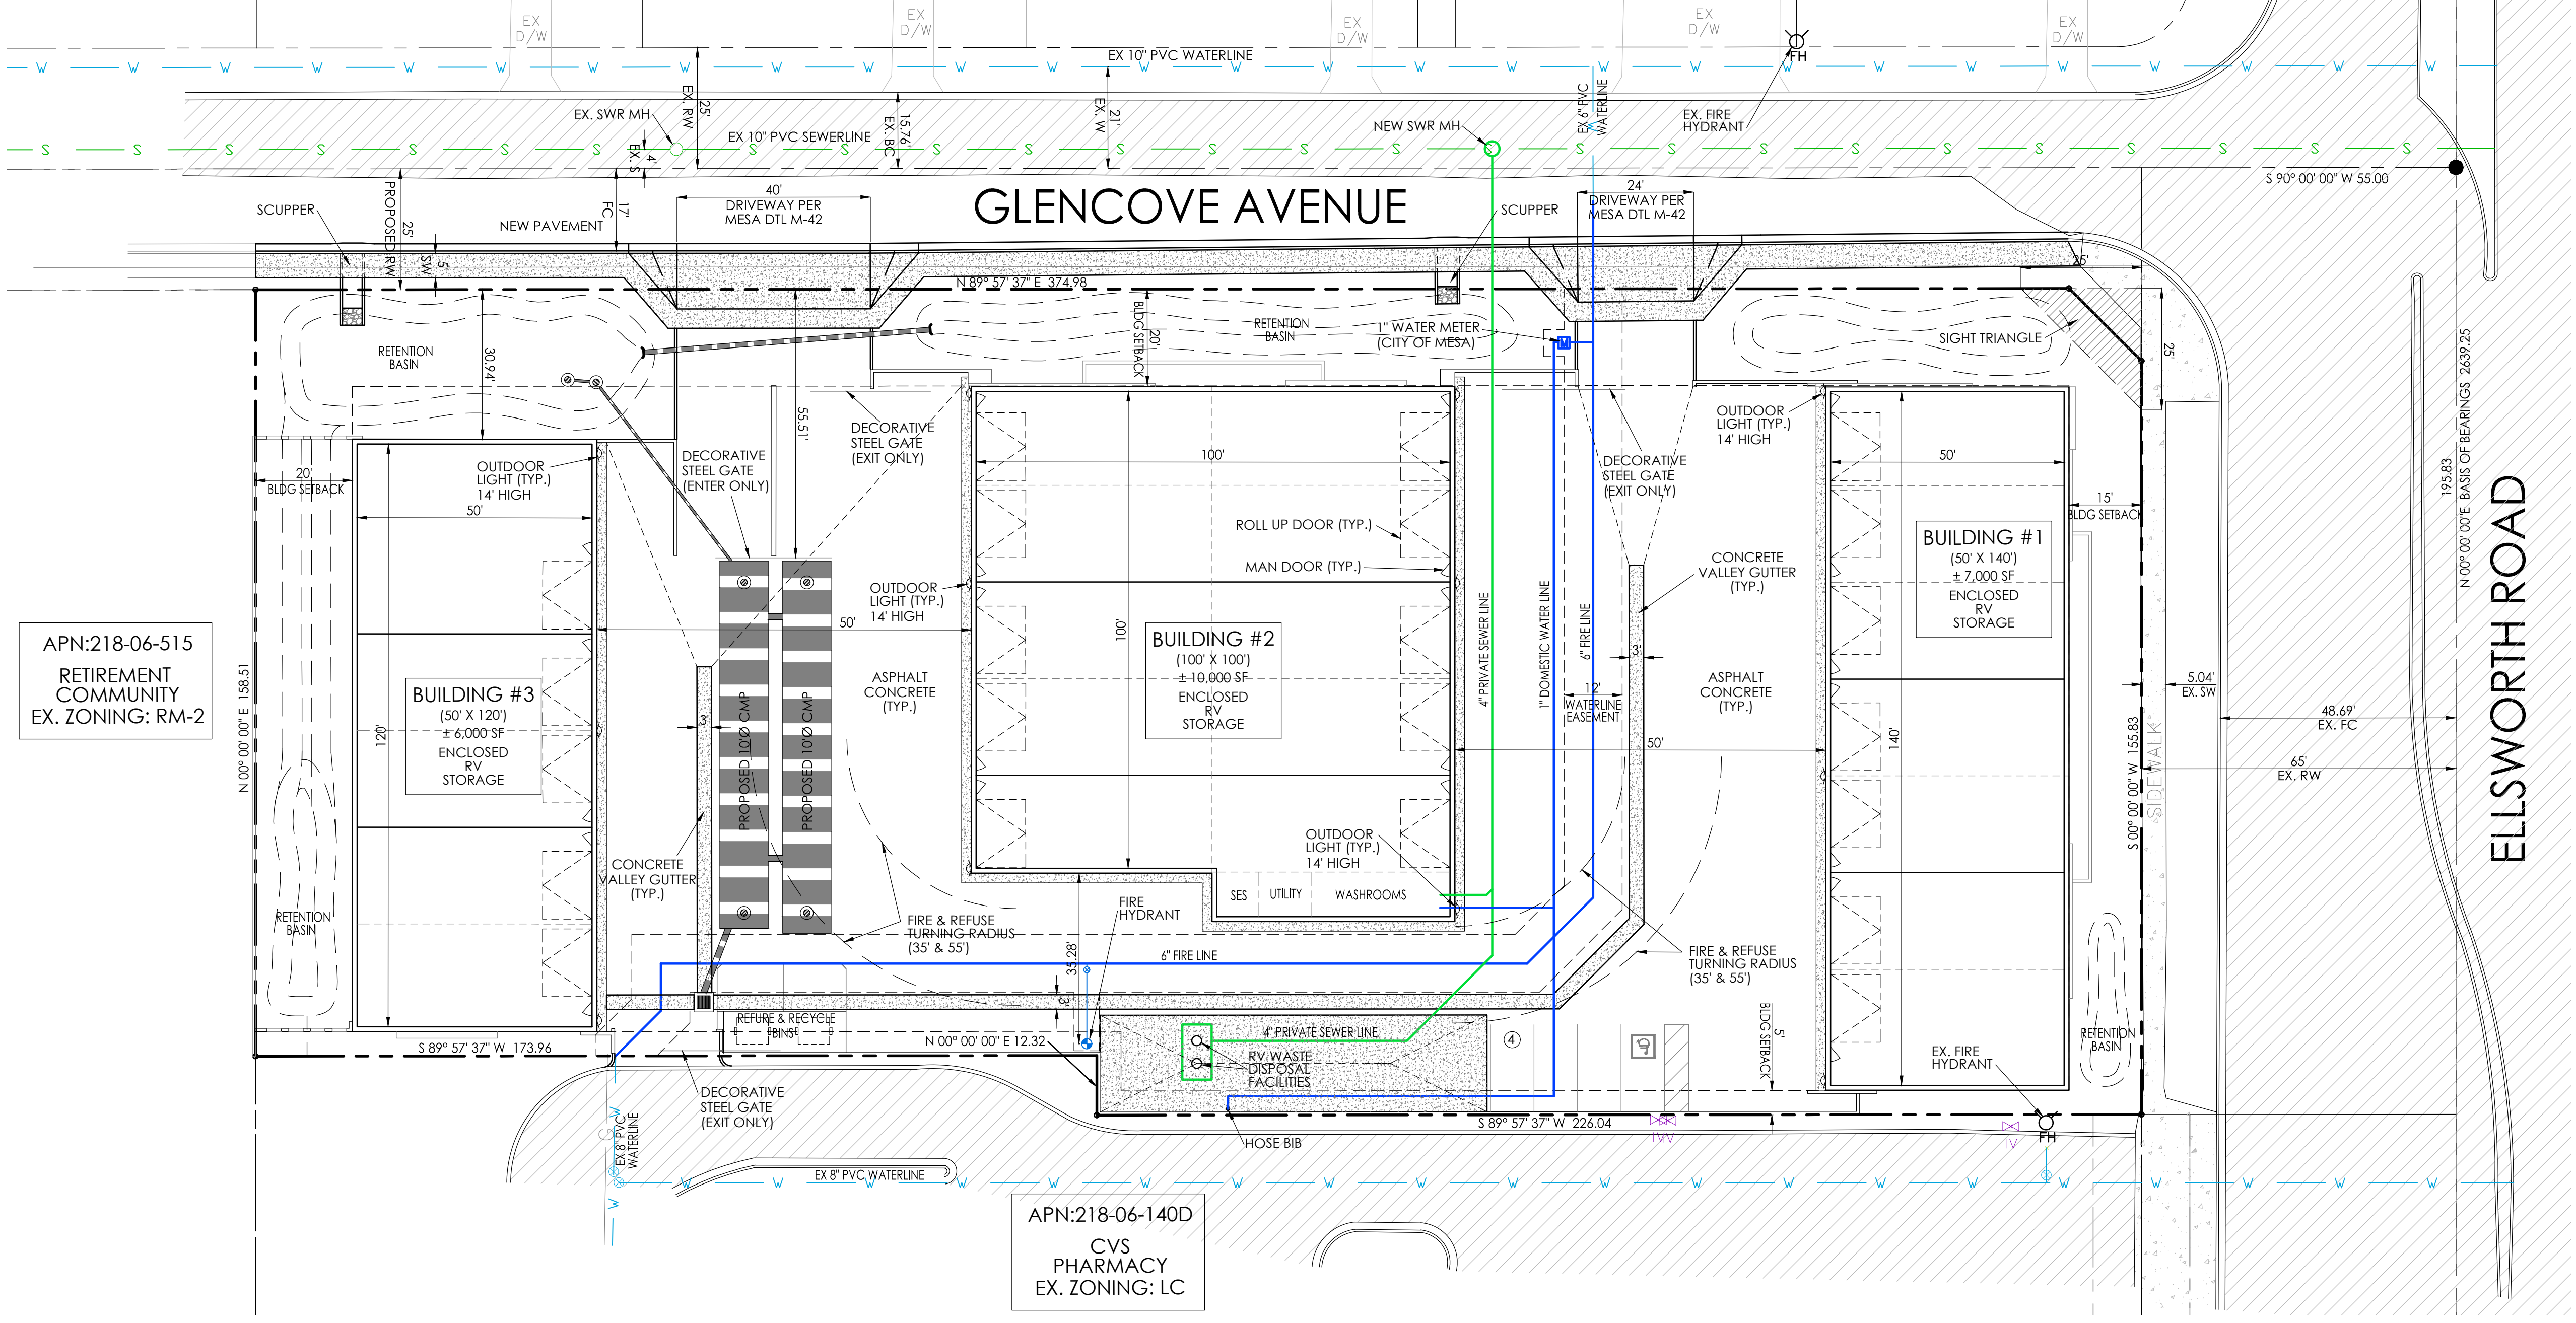 EX
D/W
EX
D/W
EX
D/W
EX
D/W
EX
D/W
EX 10" PVC WATERLINE
FH
EX. FIRE
HYDRANT
EX. SWR MH
EX 10" PVC SEWERLINE
25'
EX. RW
15.76'
EX. BC
21'
EX. W
4'
EX. S
NEW SWR MH
EX 6" PVC
WATERLINE
S 90° 00' 00" W 55.00
GLENCOVE AVENUE
SCUPPER
25'
PROPOSED RW
NEW PAVEMENT
17'
FC
5'
SW
40'
DRIVEWAY PER
MESA DTL M-42
SCUPPER
24'
DRIVEWAY PER
MESA DTL M-42
N 89° 57' 37" E 374.98
25'
25'
RETENTION
BASIN
30.94'
55.51'
20'
BLDG SETBACK
RETENTION
BASIN
1" WATER METER
(CITY OF MESA)
M
SIGHT TRIANGLE
DECORATIVE
STEEL GATE
(EXIT ONLY)
DECORATIVE
STEEL GATE
(ENTER ONLY)
OUTDOOR
LIGHT (TYP.)
14' HIGH
20'
BLDG SETBACK
50'
100'
ROLL UP DOOR (TYP.)
MAN DOOR (TYP.)
DECORATIVE
STEEL GATE
(EXIT ONLY)
OUTDOOR
LIGHT (TYP.)
14' HIGH
50'
15'
BLDG SETBACK
BUILDING #1
(50' X 140')
± 7,000 SF
ENCLOSED
RV
STORAGE
CONCRETE
VALLEY GUTTER
(TYP.)
OUTDOOR
LIGHT (TYP.)
14' HIGH
50'
APN:218-06-515
RETIREMENT
COMMUNITY
EX. ZONING: RM-2
N 00° 00' 00" E 158.51
BUILDING #3
(50' X 120')
± 6,000 SF
ENCLOSED
RV
STORAGE
120'
3'
PROPOSED 10'Ø CMP
PROPOSED 10'Ø CMP
ASPHALT
CONCRETE
(TYP.)
100'
BUILDING #2
(100' X 100')
± 10,000 SF
ENCLOSED
RV
STORAGE
4" PRIVATE SEWER LINE
1" DOMESTIC WATER LINE
6" FIRE LINE
3'
12'
WATERLINE
EASEMENT
ASPHALT
CONCRETE
(TYP.)
50'
140'
S 00° 00' 00" W 155.83
SIDEWALK
5.04'
EX. SW
48.69'
EX. FC
65'
EX. RW
195.83
N 00° 00' 00"E BASIS OF BEARINGS 2639.25
ELLSWORTH ROAD
CONCRETE
VALLEY GUTTER
(TYP.)
OUTDOOR
LIGHT (TYP.)
14' HIGH
SES
UTILITY
WASHROOMS
RETENTION
BASIN
FIRE & REFUSE
TURNING RADIUS
(35' & 55')
FIRE
HYDRANT
35.28'
6" FIRE LINE
FIRE & REFUSE
TURNING RADIUS
(35' & 55')
3'
REFURE & RECYCLE
BINS
S 89° 57' 37" W 173.96
N 00° 00' 00" E 12.32
4" PRIVATE SEWER LINE
RV WASTE
DISPOSAL
FACILITIES
4
5'
BLDG SETBACK
RETENTION
BASIN
EX. FIRE
HYDRANT
FH
DECORATIVE
STEEL GATE
(EXIT ONLY)
HOSE BIB
S 89° 57' 37" W 226.04
IV
IV
IV
EX 8" PVC
WATERLINE
EX 8" PVC WATERLINE
APN:218-06-140D
CVS
PHARMACY
EX. ZONING: LC